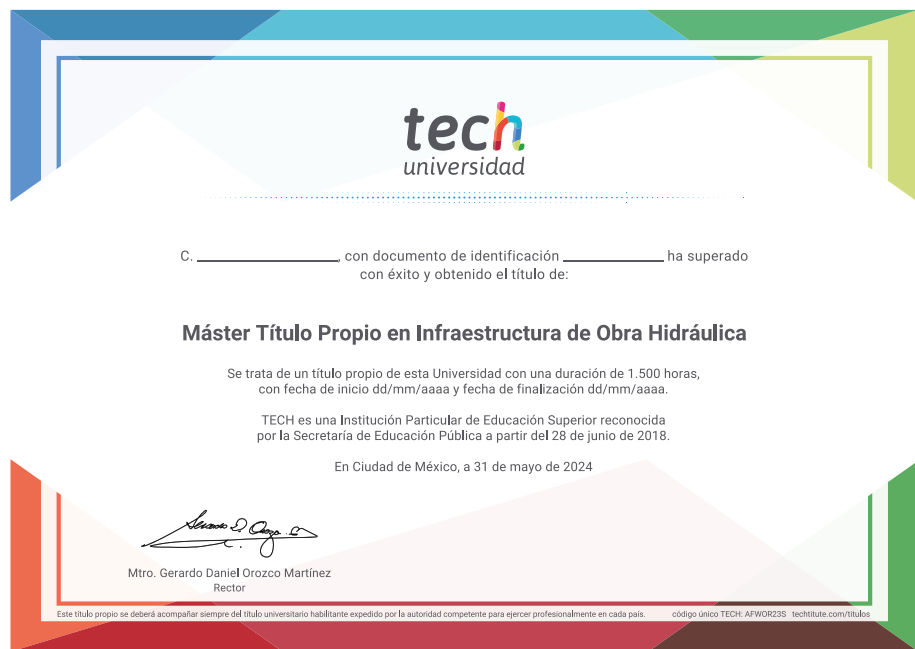 tech
universidad
C. ____________, con documento de identificación ____________ ha superado
con éxito y obtenido el título de:
Máster Título Propio en Infraestructura de Obra Hidráulica
Se trata de un título propio de esta Universidad con una duración de 1.500 horas,
con fecha de inicio dd/mm/aaaa y fecha de finalización dd/mm/aaaa.
TECH es una Institución Particular de Educación Superior reconocida
por la Secretaría de Educación Pública a partir del 28 de junio de 2018.
En Ciudad de México, a 31 de mayo de 2024
Mtro. Gerardo Daniel Orozco Martínez
Rector
Este título propio se deberá acompañar siempre del título universitario habilitante expedido por la autoridad competente para ejercer profesionalmente en cada país. código único TECH: AFWOR23S techtitute.com/titulos